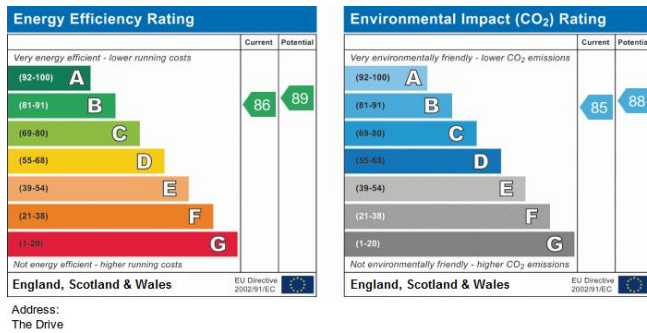 Energy Efficiency Rating
Current Potential
Very energy efficient - lower running costs
(92-100) A
(81-91) B
(69-80) C
(55-68) D
(39-54) E
(21-38) F
(1-20) G
86
89
Not energy efficient - higher running costs
England, Scotland & Wales
EU Directive
2002/91/EC
Environmental Impact (CO2) Rating
Current Potential
Very environmentally friendly - lower CO2 emissions
(92-100) A
(81-91) B
(69-80) C
(55-68) D
(39-54) E
(21-38) F
(1-20) G
85
88
Not environmentally friendly - higher CO2 emissions
England, Scotland & Wales
EU Directive
2002/91/EC
Address:
The Drive